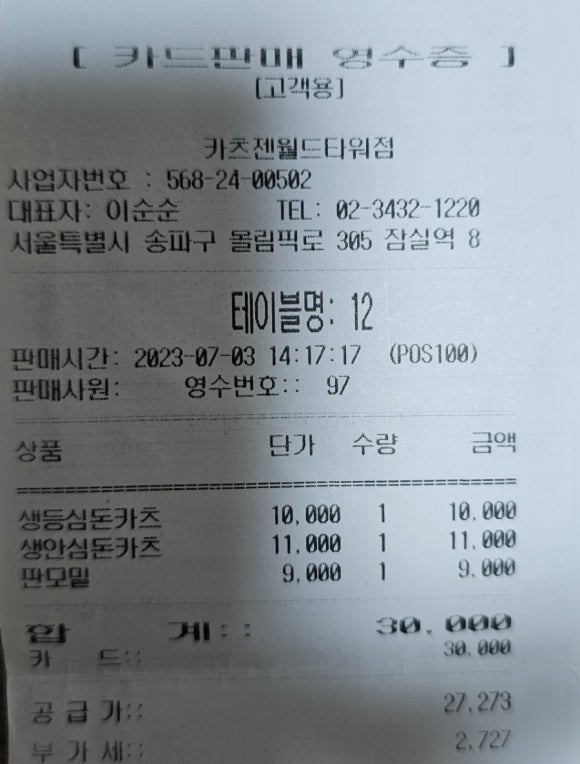 [ 카드판매 영수증 ]
[고객용]
카츠젠월드타워점
사업자번호 : 568-24-00502
대표자: 이순순 TEL: 02-3432-1220
서울특별시 송파구 올림픽로 305 잠실역 8
테이블명: 12
판매시간: 2023-07-03 14:17:17 (POS100)
판매사원: 영수번호:: 97
상품 단가 수량 금액
==================================================
생등심돈카츠 10,000 1 10,000
생안심돈카츠 11,000 1 11,000
판모밀 9,000 1 9,000
합 계:: 30,000
카 드:: 30,000
공 급 가:: 27,273
부 가 세:: 2,727